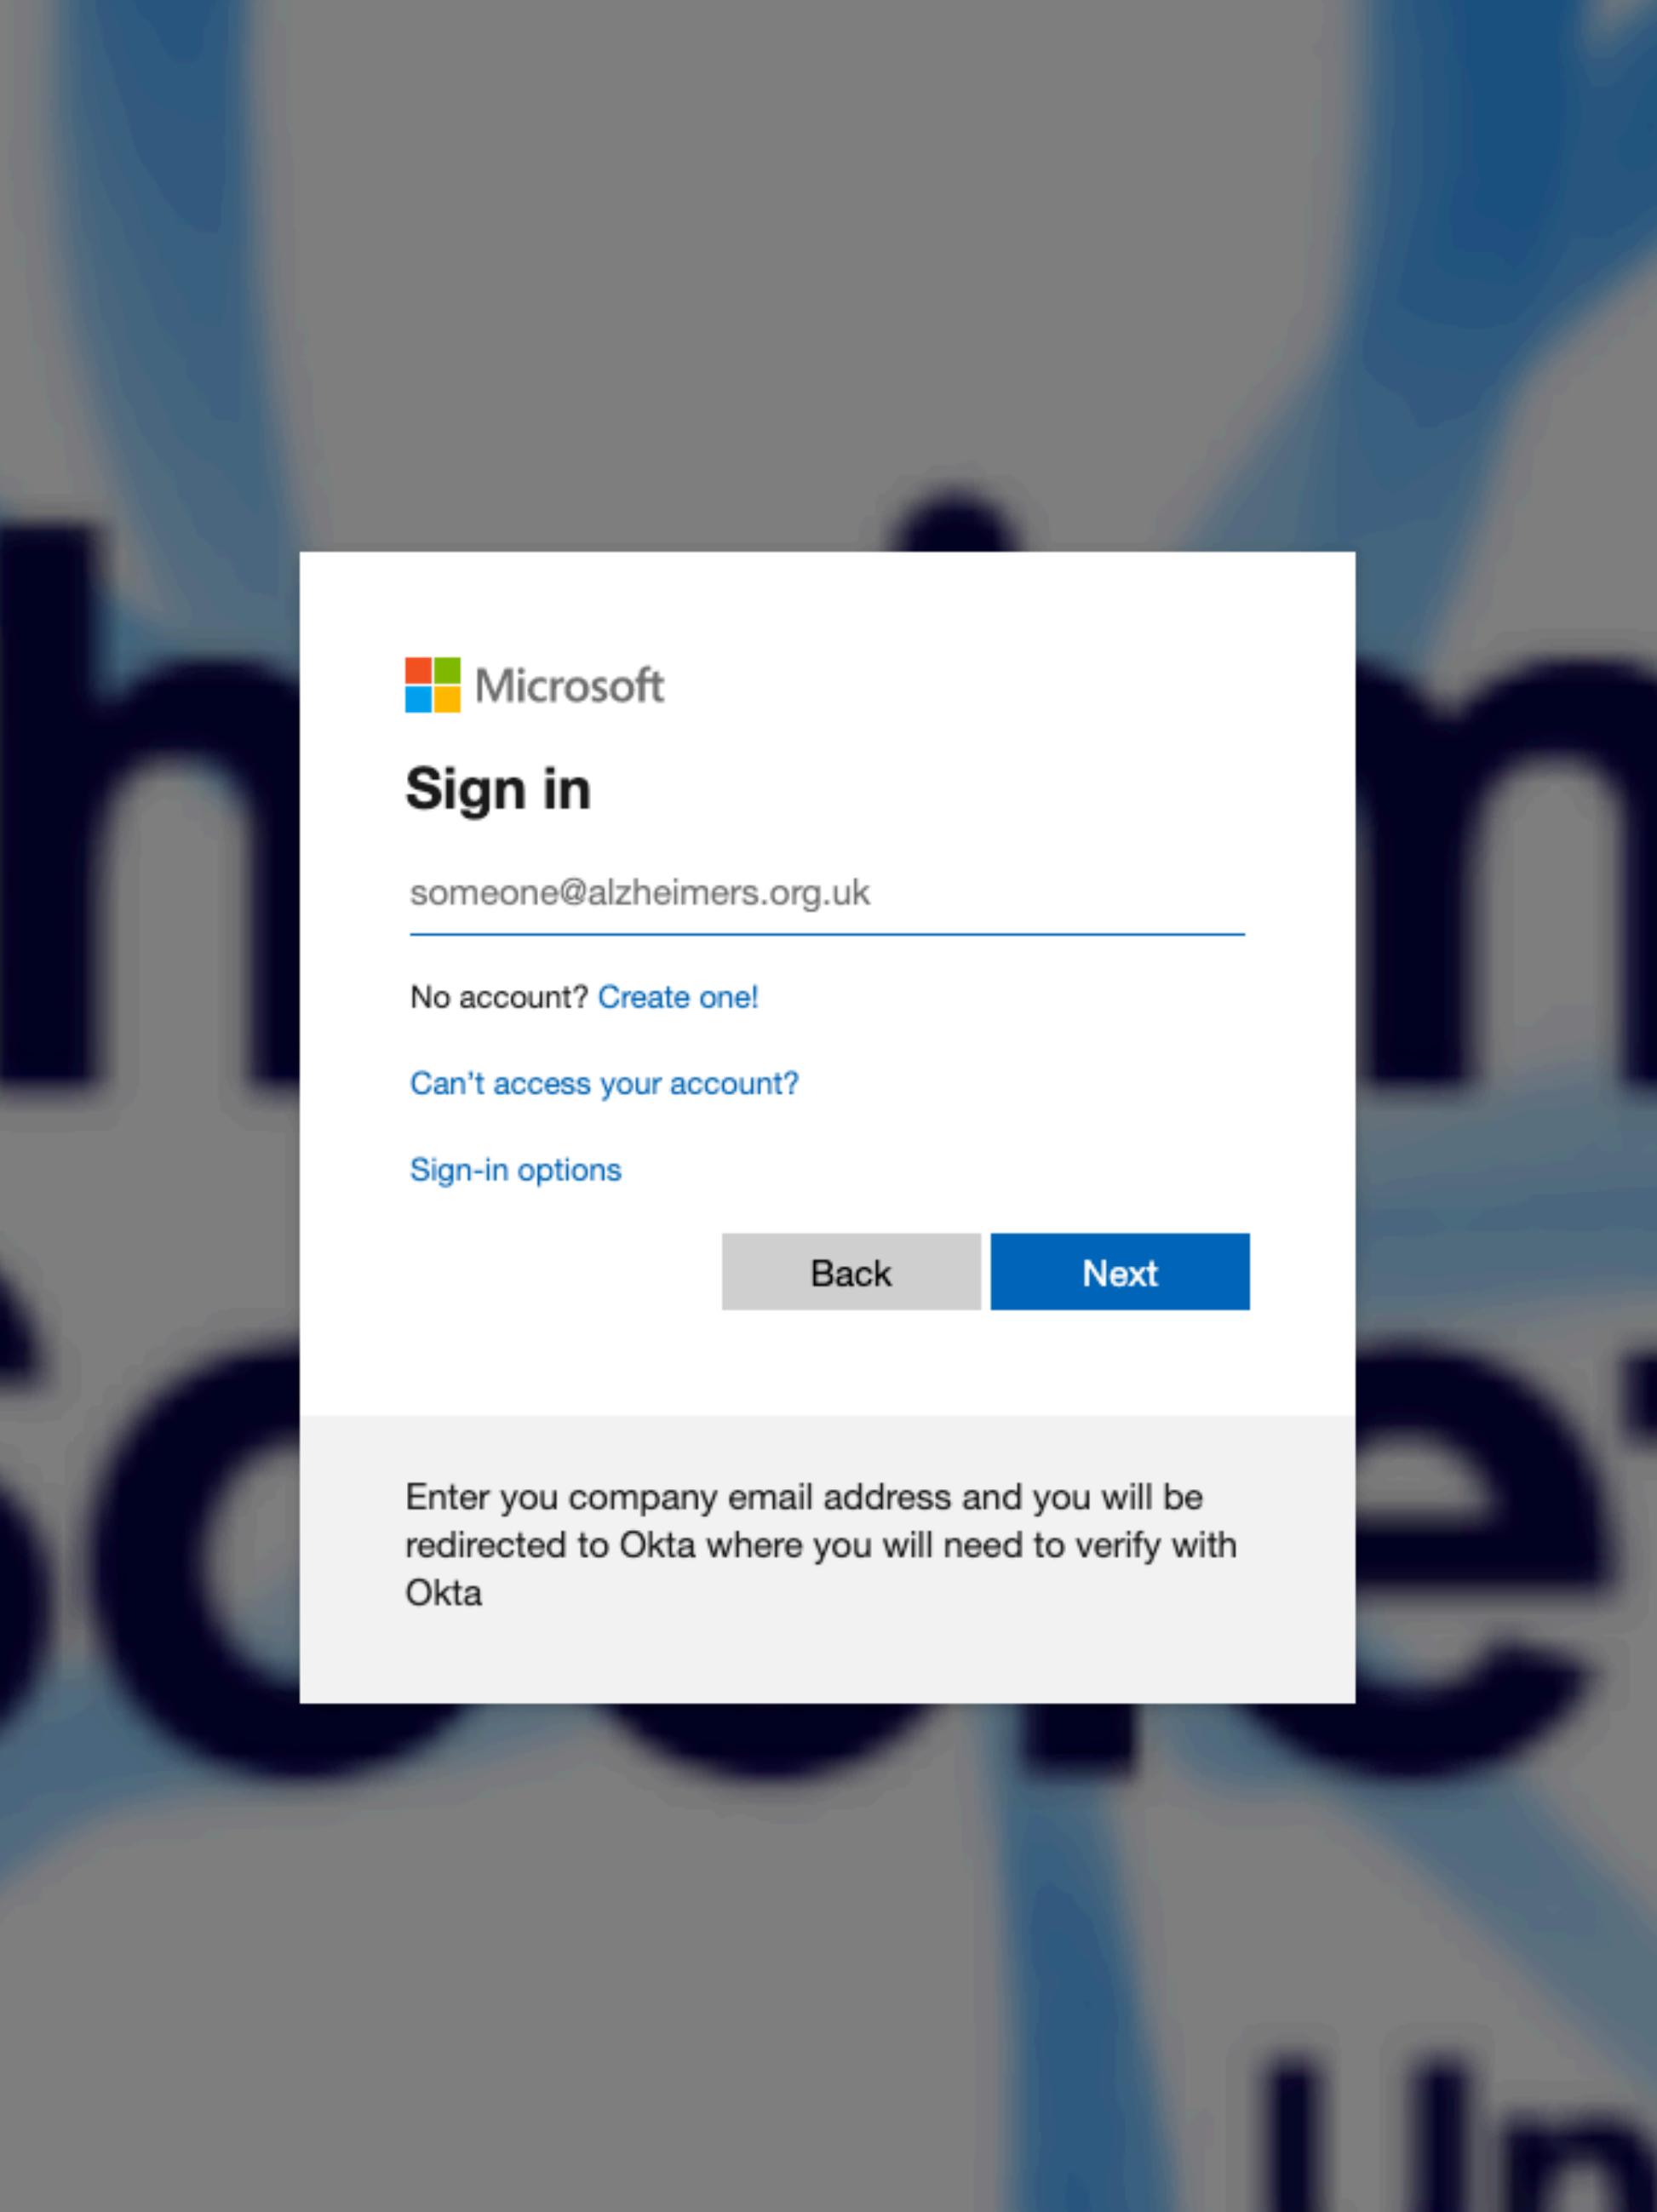 Microsoft
Sign in
someone@alzheimers.org.uk
No account? Create one!
Can't access your account?
Sign-in options
Back
Next
Enter you company email address and you will be
redirected to Okta where you will need to verify with
Okta